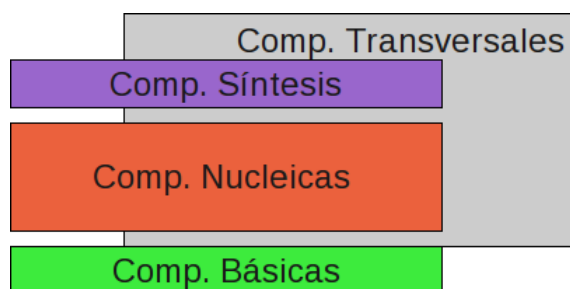 Comp. Transversales
Comp. Síntesis
Comp. Nucleicas
Comp. Básicas